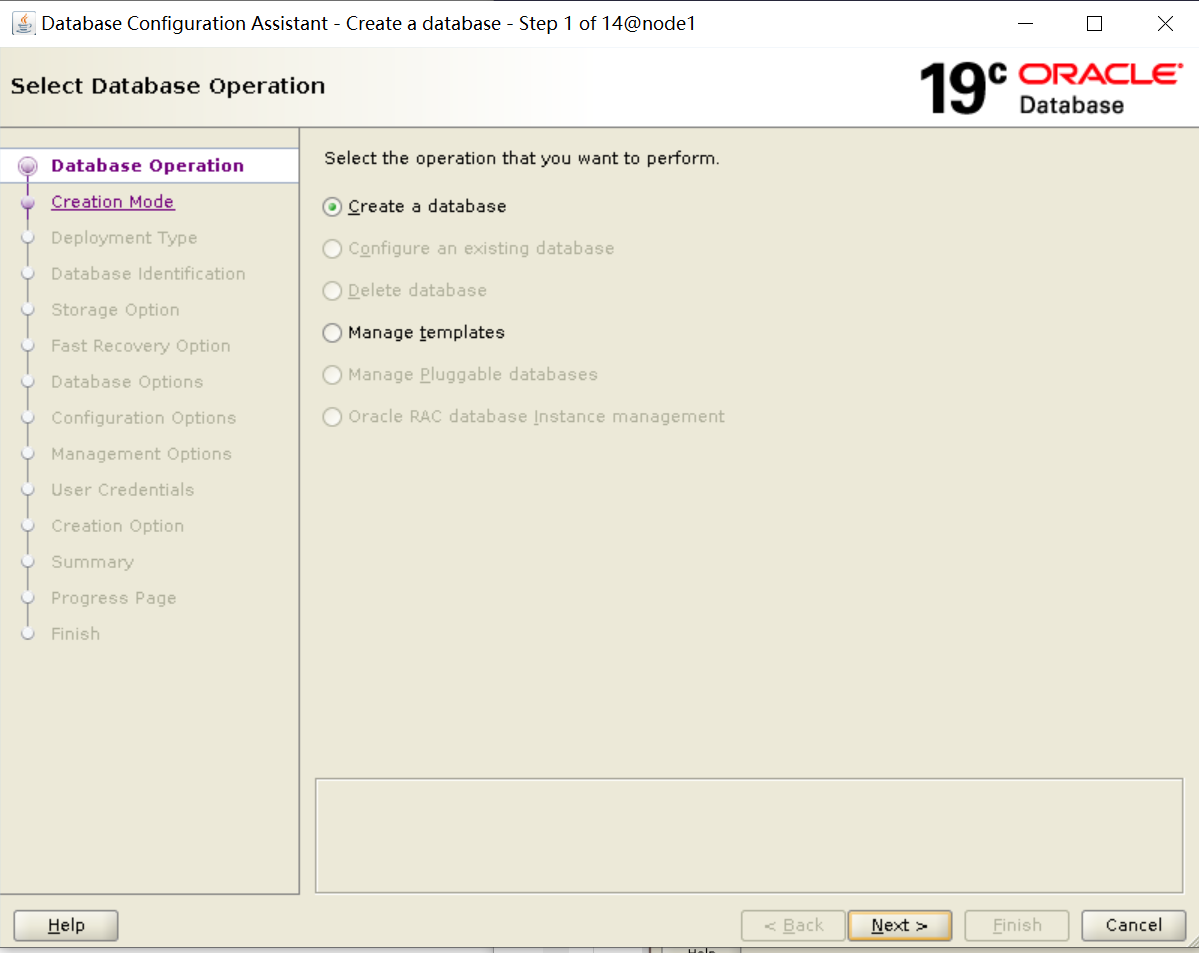 Database Configuration Assistant - Create a database - Step 1 of 14@node1
Select Database Operation
19c ORACLE
Database
Database Operation
Creation Mode
Deployment Type
Database Identification
Storage Option
Fast Recovery Option
Database Options
Configuration Options
Management Options
User Credentials
Creation Option
Summary
Progress Page
Finish
Select the operation that you want to perform.
Create a database
Configure an existing database
Delete database
Manage templates
Manage Pluggable databases
Oracle RAC database Instance management
Help
< Back
Next >
Finish
Cancel
Help